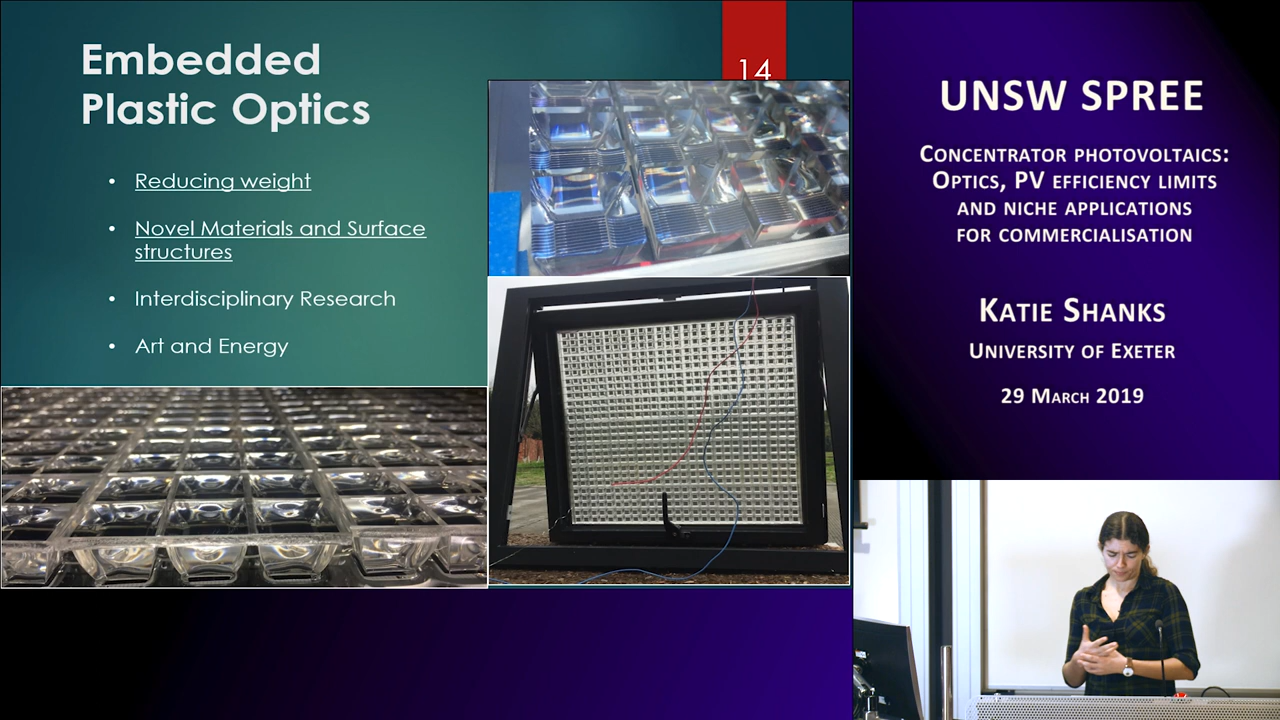 Embedded
Plastic Optics
14
• Reducing weight
• Novel Materials and Surface
structures
• Interdisciplinary Research
• Art and Energy
UNSW SPREE
CONCENTRATOR PHOTOVOLTAICS:
OPTICS, PV EFFICIENCY LIMITS
AND NICHE APPLICATIONS
FOR COMMERCIALISATION
KATIE SHANKS
UNIVERSITY OF EXETER
29 MARCH 2019